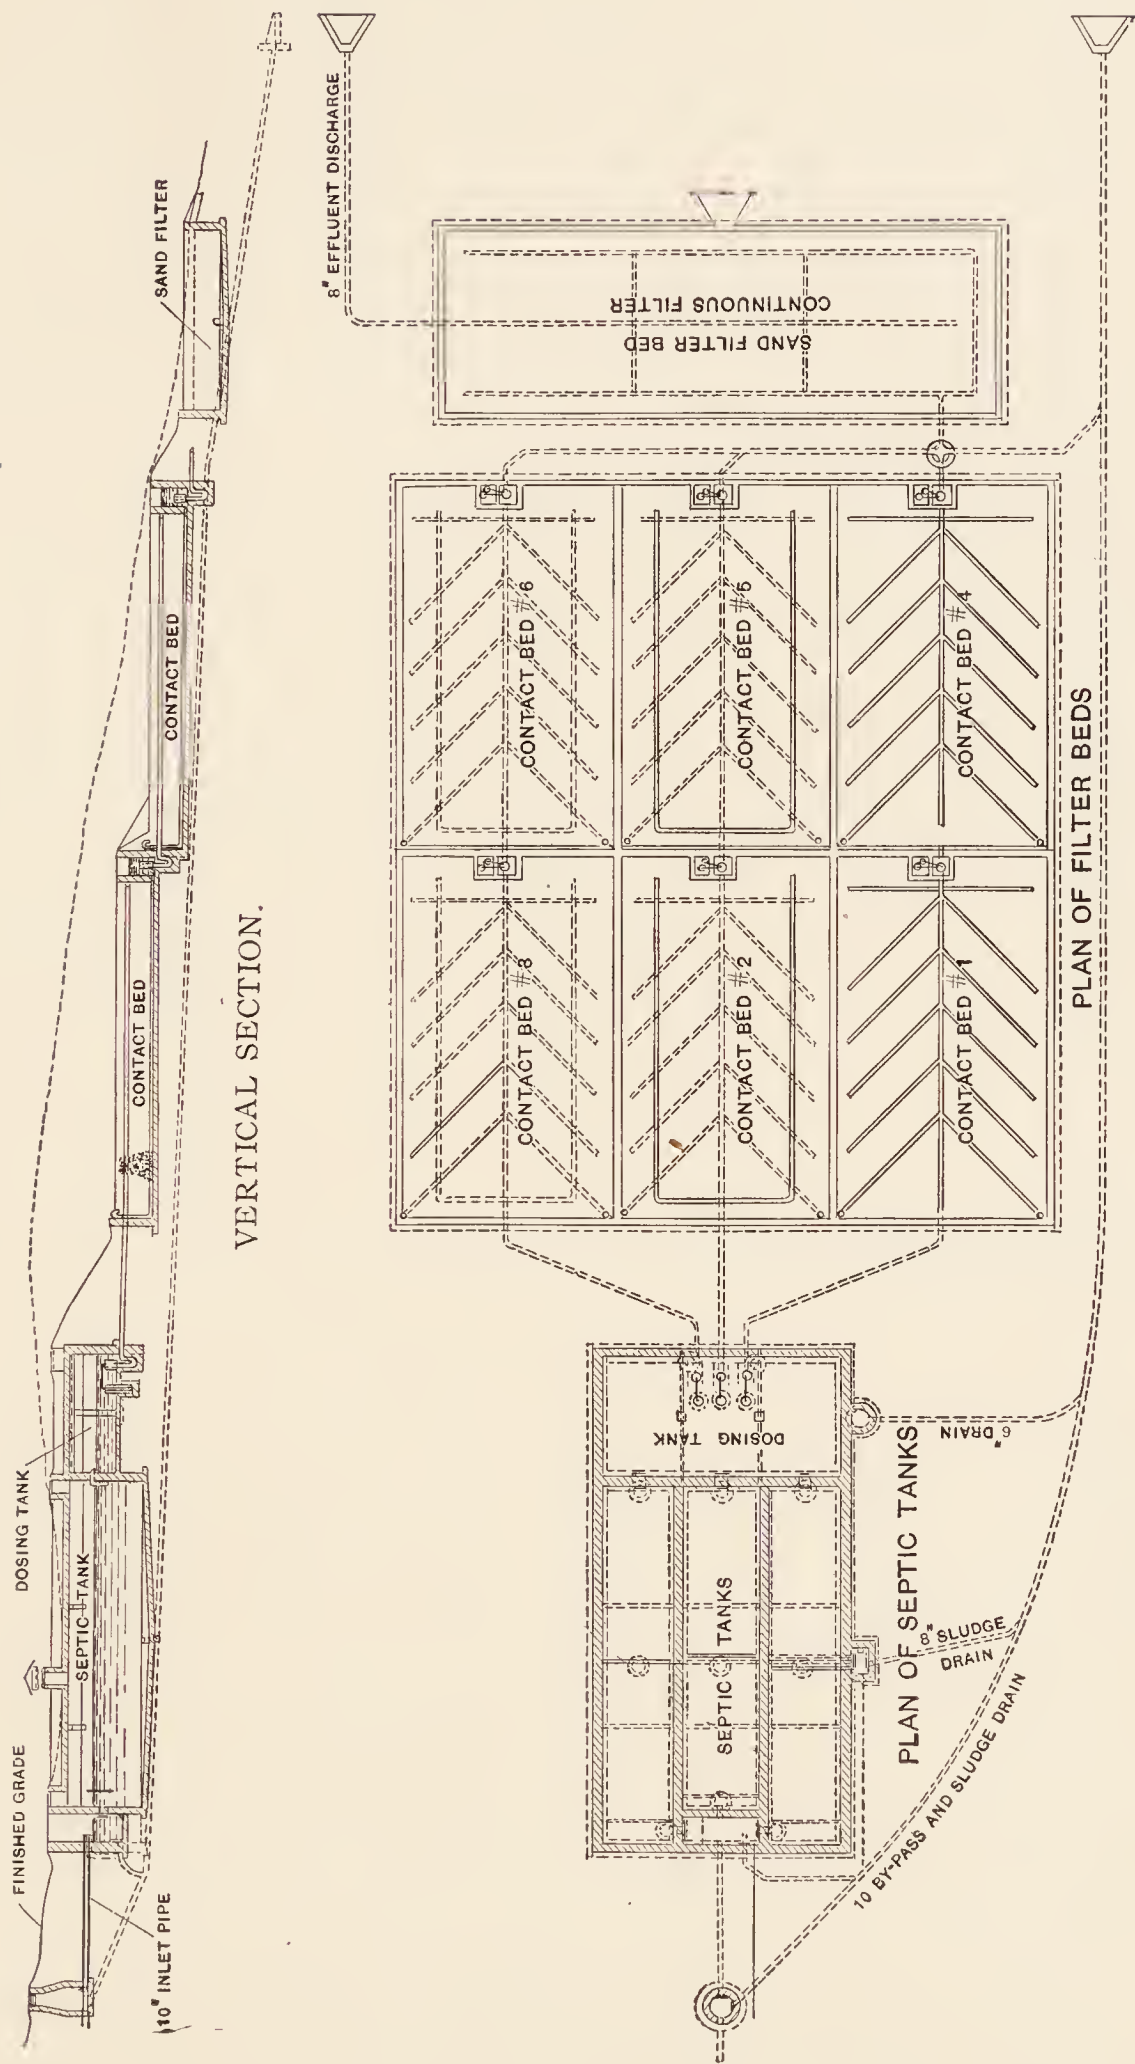 FINISHED GRADE
10" INLET PIPE
SEPTIC TANK
DOSING TANK
CONTACT BED
CONTACT BED
SAND FILTER
VERTICAL SECTION.
8" EFFLUENT DISCHARGE
SAND FILTER BED
CONTINUOUS FILTER
CONTACT BED #3
CONTACT BED #6
CONTACT BED #2
CONTACT BED #5
CONTACT BED #1
CONTACT BED #4
PLAN OF FILTER BEDS
SEPTIC TANKS
DOSING TANK
PLAN OF SEPTIC TANKS
6" DRAIN
8" SLUDGE
DRAIN
10 BY-PASS AND SLUDGE DRAIN